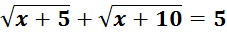 √(x + 5) + √(x + 10) = 5